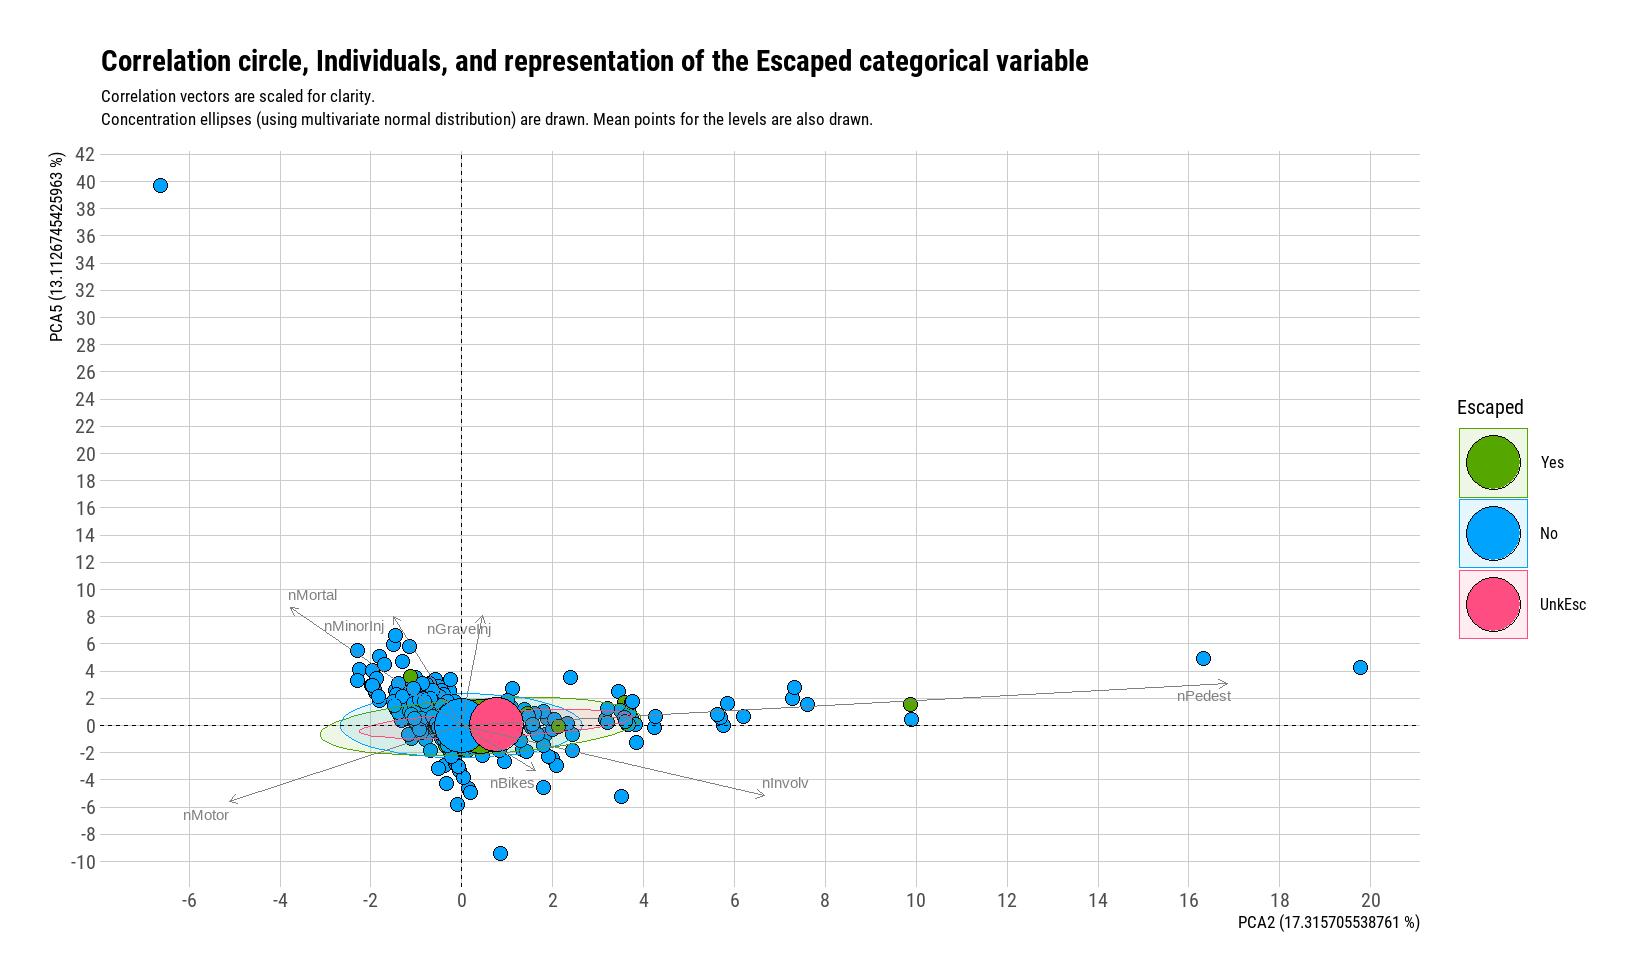 Correlation circle, Individuals, and representation of the Escaped categorical variable
Correlation vectors are scaled for clarity.
Concentration ellipses (using multivariate normal distribution) are drawn. Mean points for the levels are also drawn.
PCA5 (13.1126745425963 %)
42
40
38
36
34
32
30
28
26
24
22
20
18
16
14
12
10
8
6
4
2
0
-2
-4
-6
-8
-10
nMortal
nMinorInj
nGraveInj
nPedest
nBikes
nInvolv
nMotor
-6
-4
-2
0
2
4
6
8
10
12
14
16
18
20
PCA2 (17.315705538761 %)
Escaped
Yes
No
UnkEsc